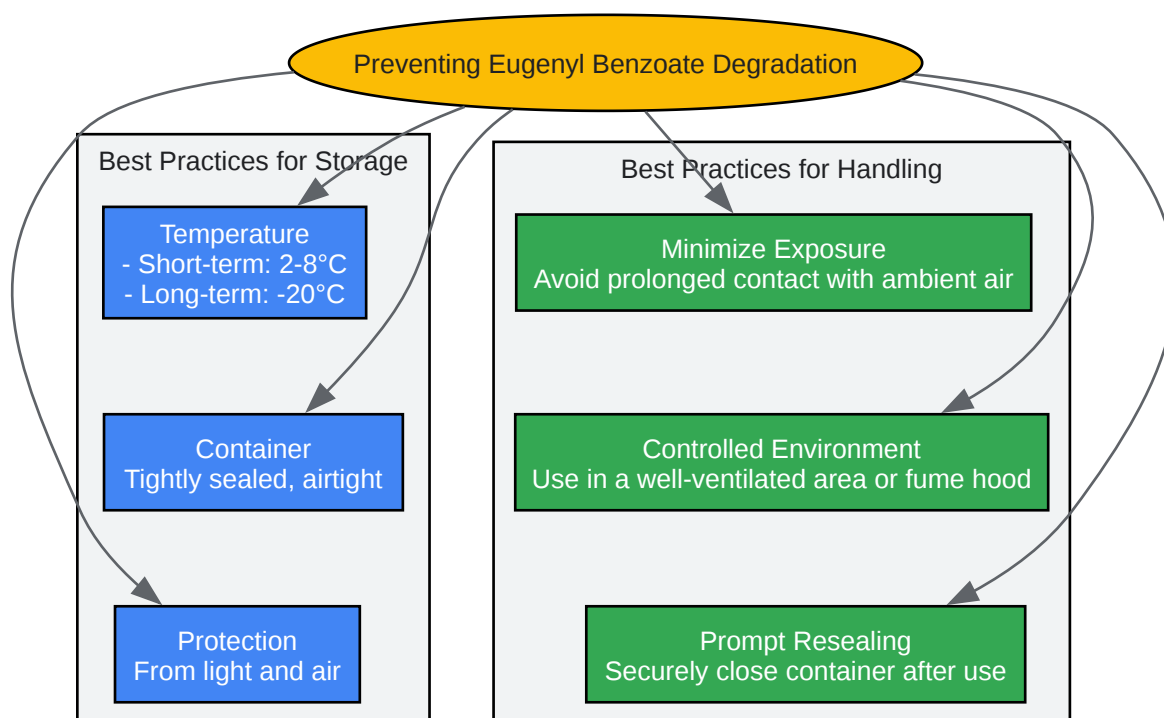 Preventing Eugenyl Benzoate Degradation
Best Practices for Storage
Temperature
- Short-term: 2-8°C
- Long-term: -20°C
Container
Tightly sealed, airtight
Protection
From light and air
Best Practices for Handling
Minimize Exposure
Avoid prolonged contact with ambient air
Controlled Environment
Use in a well-ventilated area or fume hood
Prompt Resealing
Securely close container after use